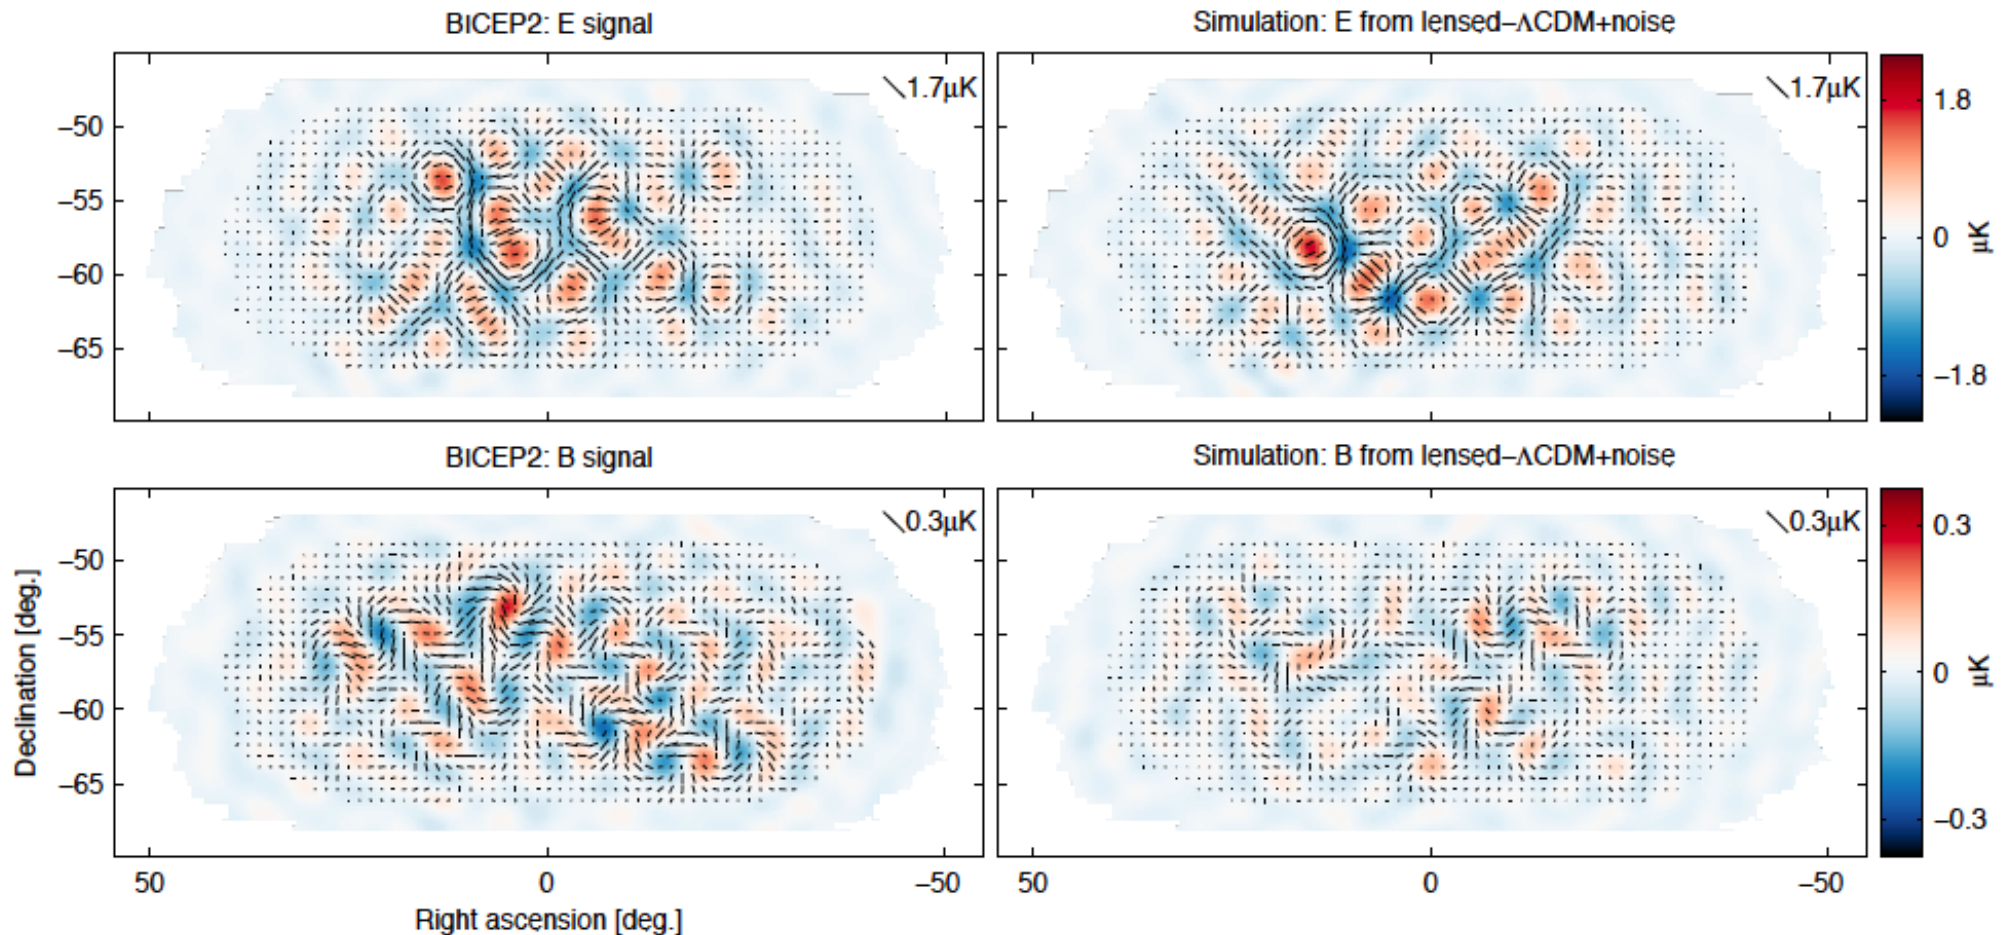 BICEP2: E signal
Simulation: E from lensed–ΛCDM+noise
1.7μK
1.7μK
1.8
0
–1.8
μK
–50
–55
–60
–65
BICEP2: B signal
Simulation: B from lensed–ΛCDM+noise
0.3μK
0.3μK
0.3
0
–0.3
μK
–50
–55
–60
–65
Declination [deg.]
50
0
–50
50
0
–50
Right ascension [deg.]